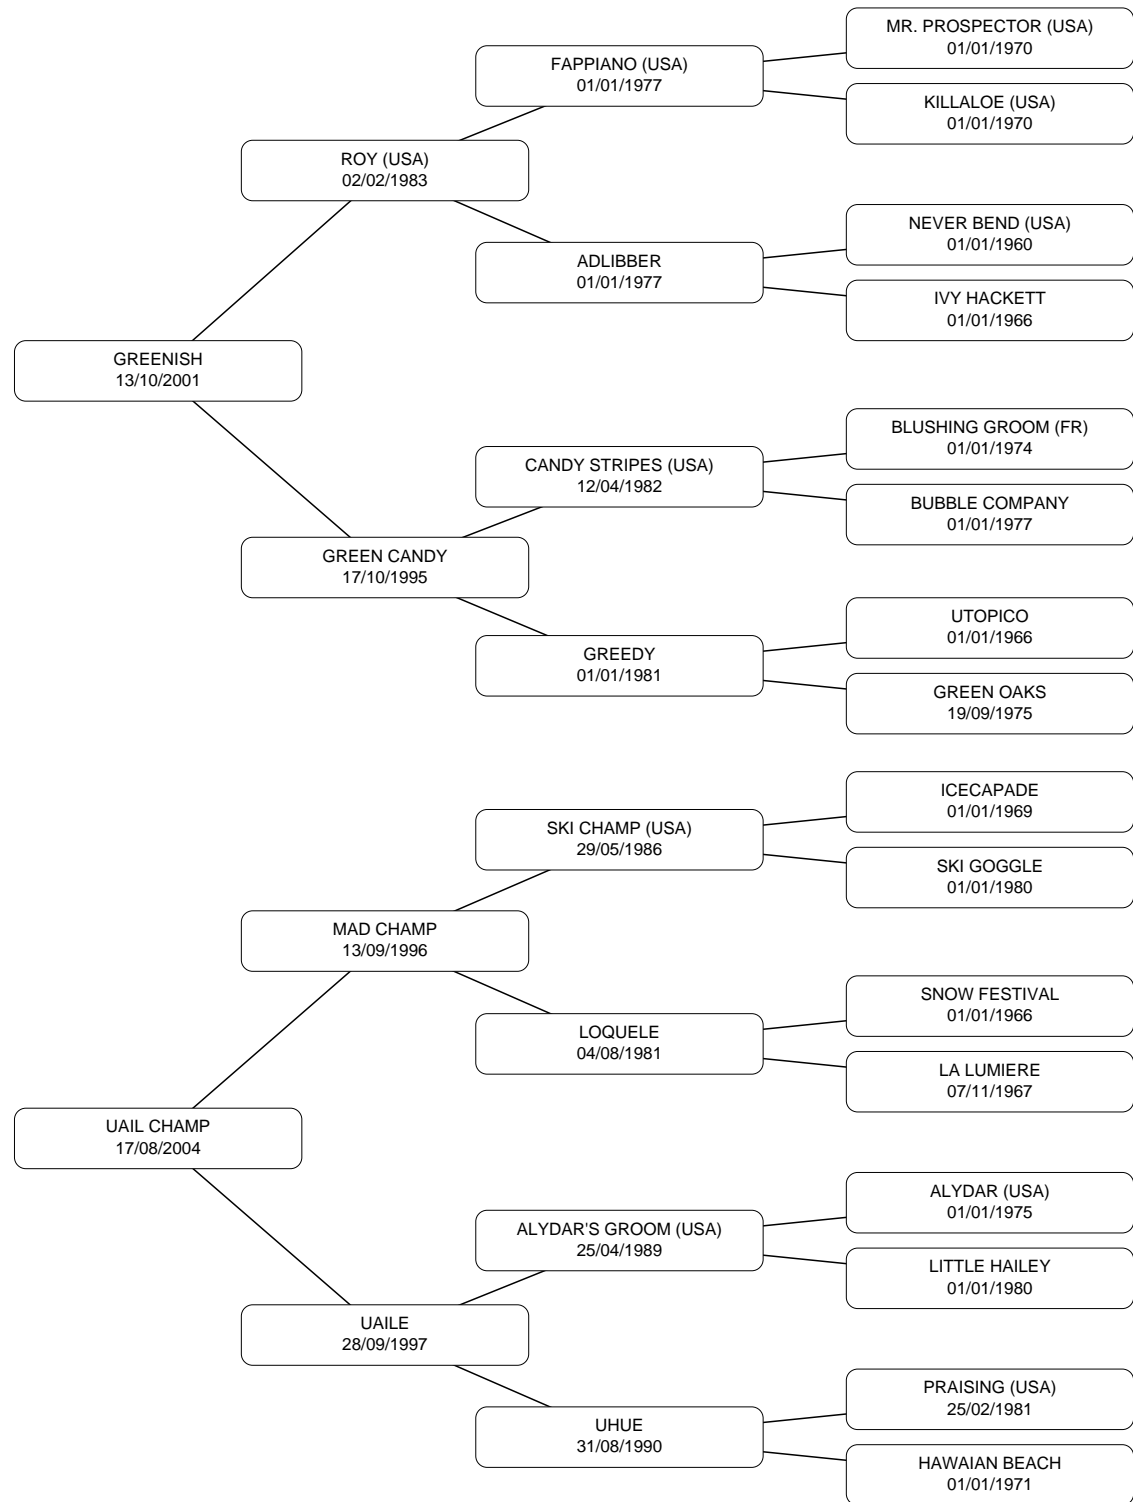 MR. PROSPECTOR (USA)
01/01/1970
FAPPIANO (USA)
01/01/1977
KILLALOE (USA)
01/01/1970
ROY (USA)
02/02/1983
NEVER BEND (USA)
01/01/1960
ADLIBBER
01/01/1977
IVY HACKETT
01/01/1966
GREENISH
13/10/2001
BLUSHING GROOM (FR)
01/01/1974
CANDY STRIPES (USA)
12/04/1982
BUBBLE COMPANY
01/01/1977
GREEN CANDY
17/10/1995
UTOPICO
01/01/1966
GREEDY
01/01/1981
GREEN OAKS
19/09/1975
ICECAPADE
01/01/1969
SKI CHAMP (USA)
29/05/1986
SKI GOGGLE
01/01/1980
MAD CHAMP
13/09/1996
SNOW FESTIVAL
01/01/1966
LOQUELE
04/08/1981
LA LUMIERE
07/11/1967
UAIL CHAMP
17/08/2004
ALYDAR (USA)
01/01/1975
ALYDAR'S GROOM (USA)
25/04/1989
LITTLE HAILEY
01/01/1980
UAILE
28/09/1997
PRAISING (USA)
25/02/1981
UHUE
31/08/1990
HAWAIAN BEACH
01/01/1971